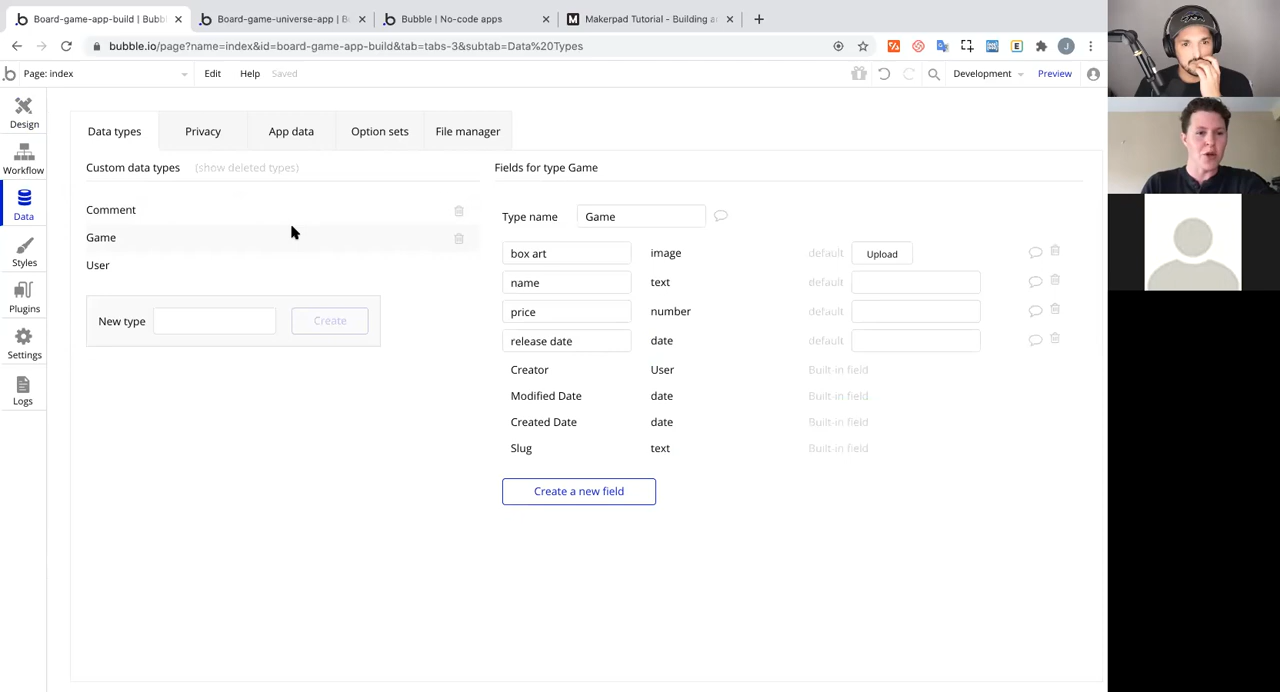 Board-game-app-build | Bubbl
Board-game-universe-app | B
Bubble | No-code apps
Makerpad Tutorial - Building a
bubble.io/page?name=index&id=board-game-app-build&tab=tabs-3&subtab=Data%20Types
Page: index
Edit
Help
Saved
Development
Preview
Design
Workflow
Data
Styles
Plugins
Settings
Logs
Data types
Privacy
App data
Option sets
File manager
Custom data types
(show deleted types)
Comment
Game
User
New type
Create
Fields for type Game
Type name
Game
box art
image
default
Upload
name
text
default
price
number
default
release date
date
default
Creator
User
Built-in field
Modified Date
date
Built-in field
Created Date
date
Built-in field
Slug
text
Built-in field
Create a new field